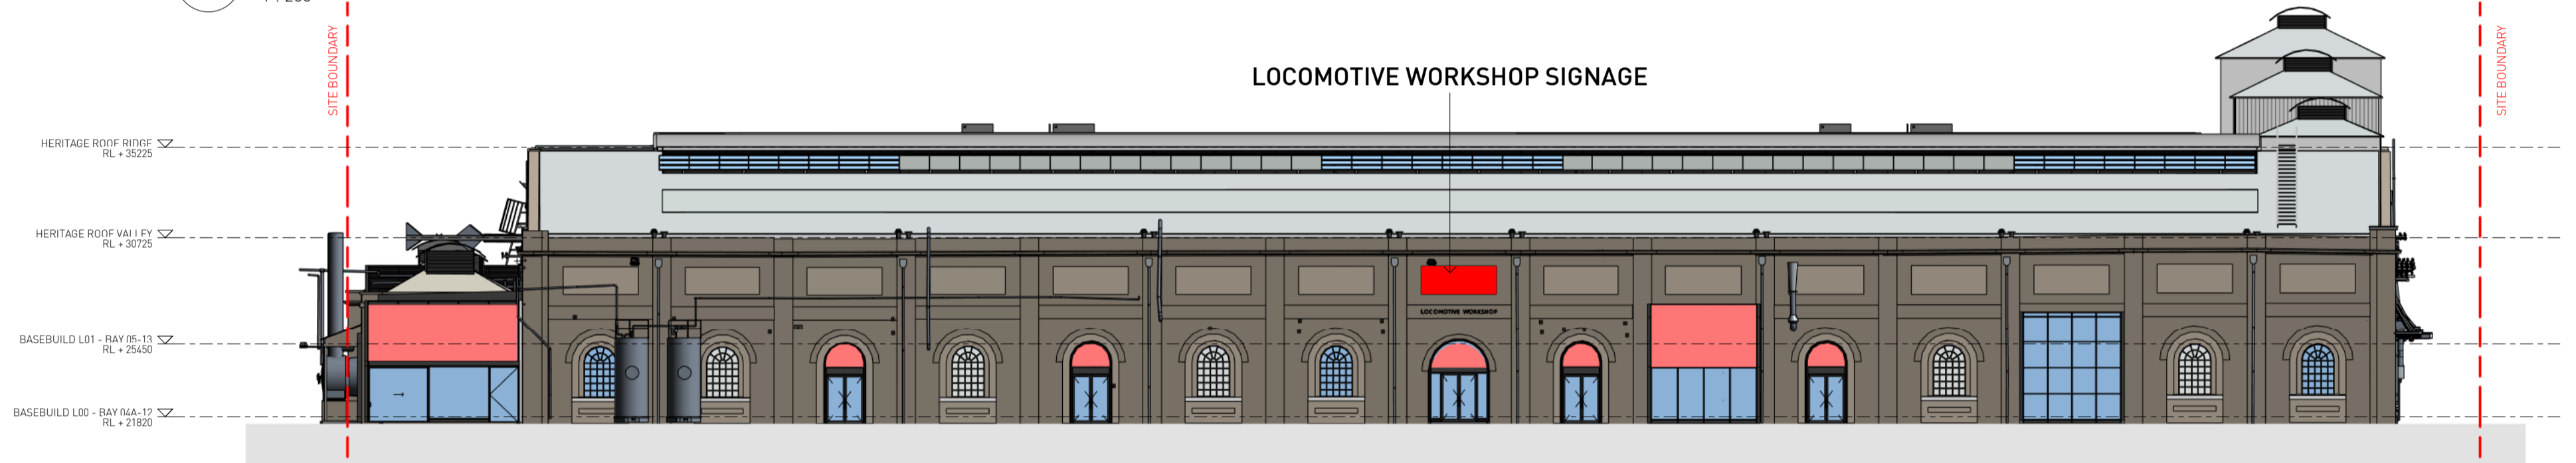 SITE BOUNDARY
LOCOMOTIVE WORKSHOP SIGNAGE
SITE BOUNDARY
HERITAGE ROOF RIDGE
RL + 35225
HERITAGE ROOF VALLEY
RL + 30725
LOCOMOTIVE WORKSHOP
BASEBUILD L01 - BAY 05-13
RL + 25450
BASEBUILD L00 - BAY 04A-12
RL + 21820